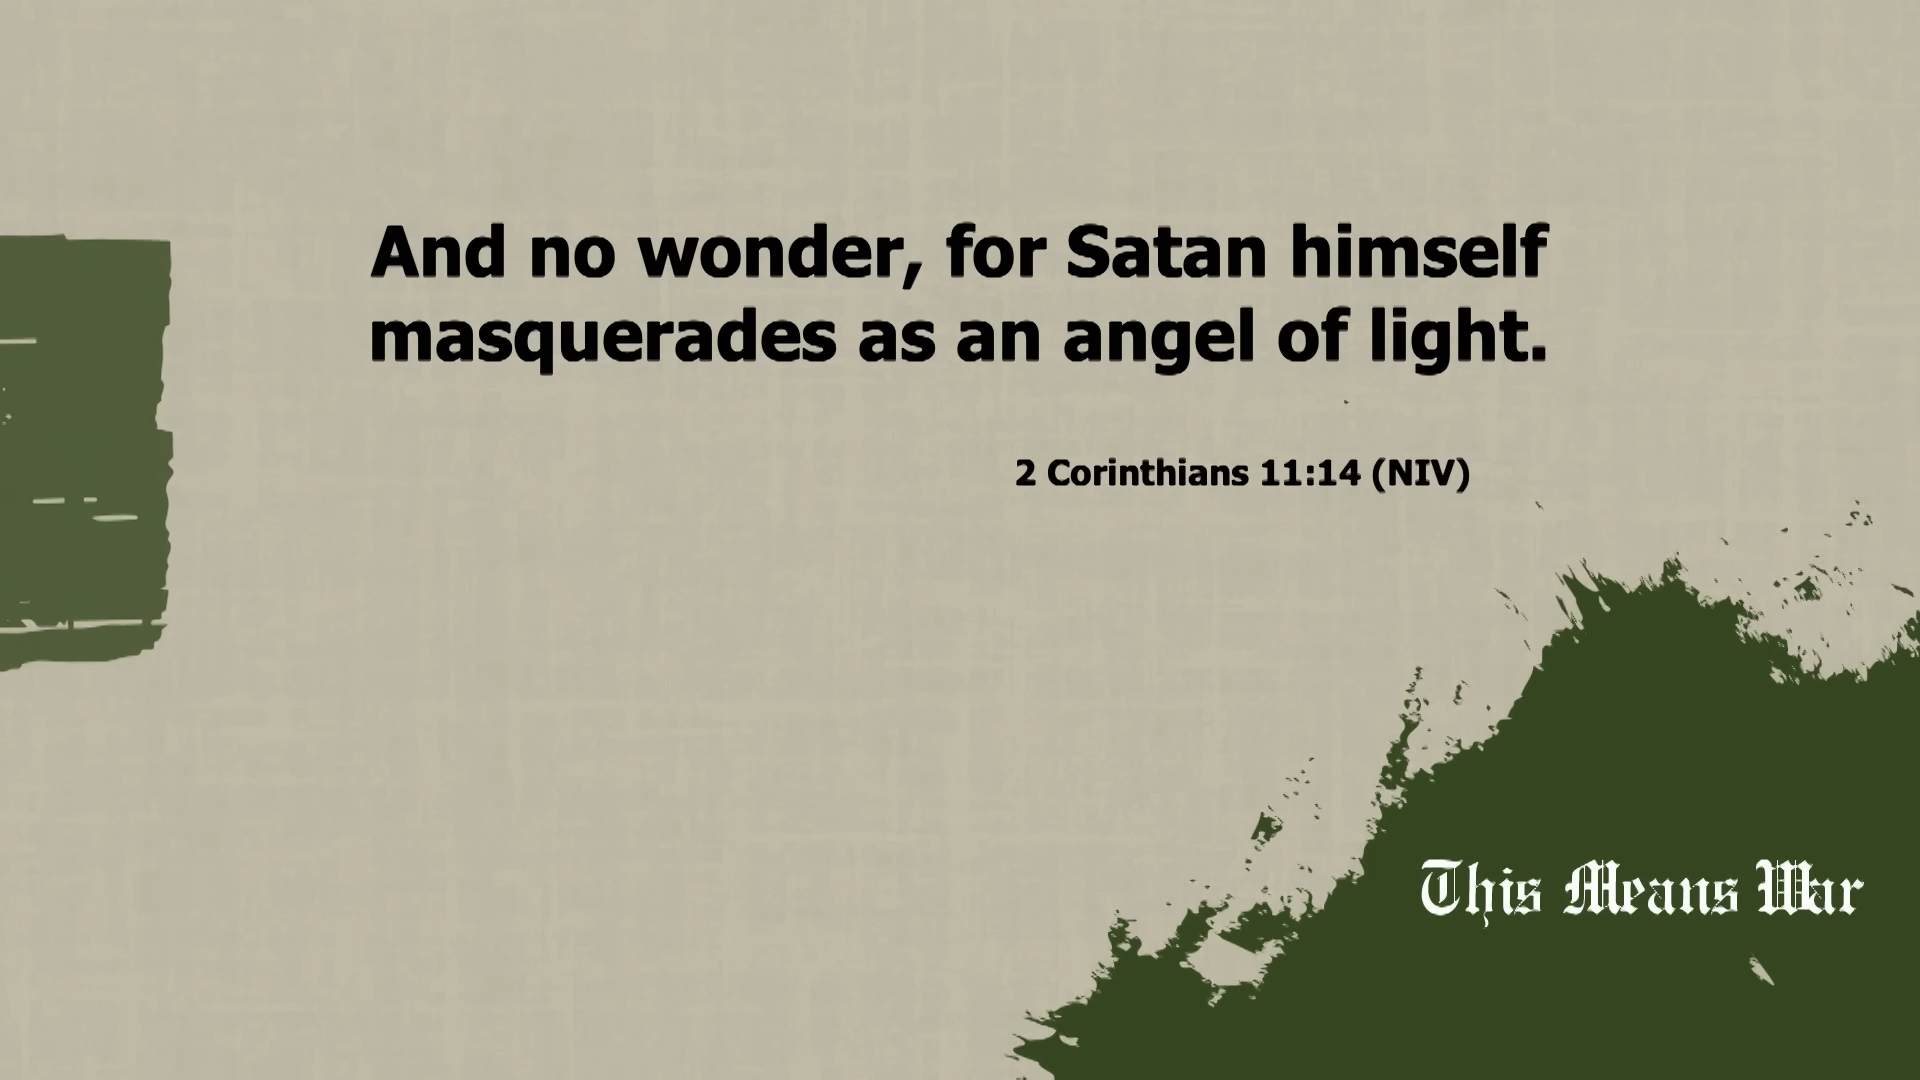 And no wonder, for Satan himself
masquerades as an angel of light.
2 Corinthians 11:14 (NIV)
This Means War